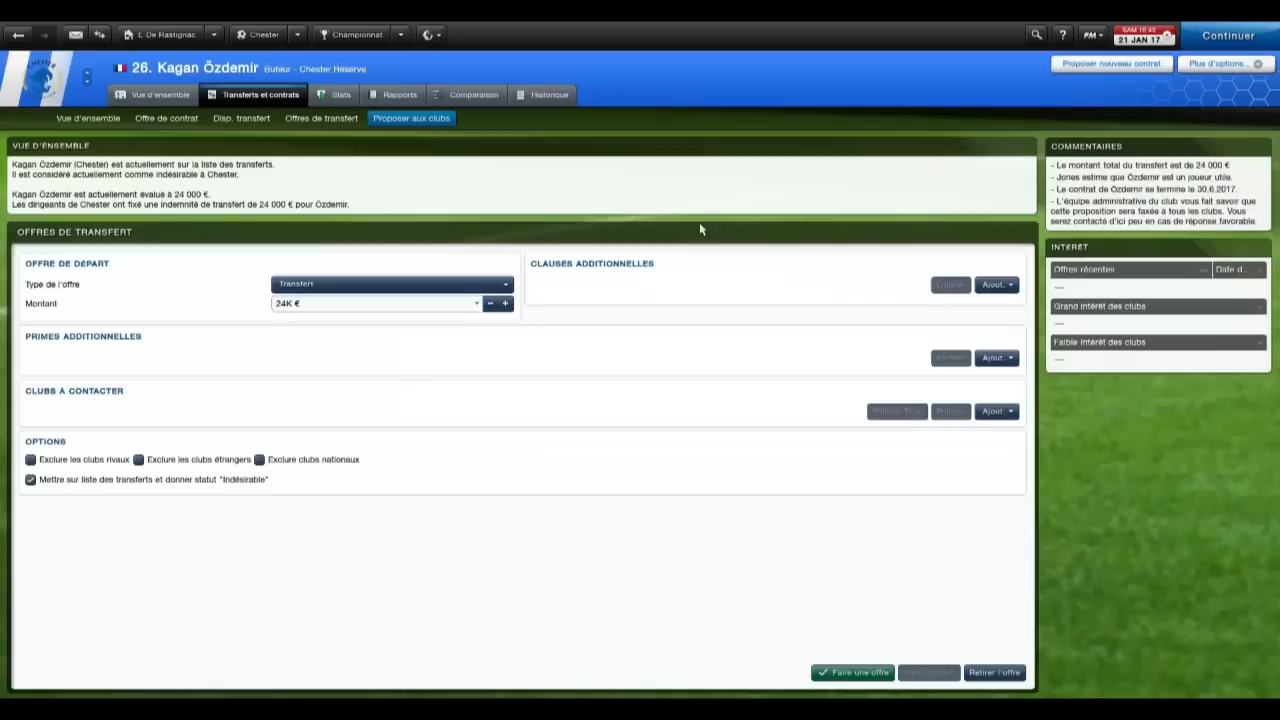 L. De Rastignac
Chester
Championnat
?
FM
SAM 18:45
21 JAN 17
Continuer
26. Kagan Özdemir Buteur - Chester Réserve
Proposer nouveau contrat
Plus d'options...
Vue d'ensemble
Transferts et contrats
Stats
Rapports
Comparaison
Historique
Vue d'ensemble
Offre de contrat
Disp. transfert
Offres de transfert
Proposer aux clubs
VUE D'ENSEMBLE
Kagan Özdemir (Chester) est actuellement sur la liste des transferts.
Il est considéré actuellement comme indésirable à Chester.
Kagan Özdemir est actuellement évalué à 24 000 €.
Les dirigeants de Chester ont fixé une indemnité de transfert de 24 000 € pour Özdemir.
COMMENTAIRES
- Le montant total du transfert est de 24 000 €
- Jones estime que Özdemir est un joueur utile.
- Le contrat de Özdemir se termine le 30.6.2017.
- L'équipe administrative du club vous fait savoir que
cette proposition sera faxée à tous les clubs. Vous
serez contacté d'ici peu en cas de réponse favorable.
OFFRES DE TRANSFERT
OFFRE DE DÉPART
Type de l'offre
Transfert
Montant
24K €
- +
CLAUSES ADDITIONNELLES
Ajout.
PRIMES ADDITIONNELLES
Ajout.
CLUBS À CONTACTER
Ajout.
OPTIONS
Exclure les clubs rivaux
Exclure les clubs étrangers
Exclure clubs nationaux
Mettre sur liste des transferts et donner statut "Indésirable"
INTÉRÊT
Offres récentes
Date d...
---
Grand intérêt des clubs
---
Faible intérêt des clubs
---
Faire une offre
Retirer l'offre